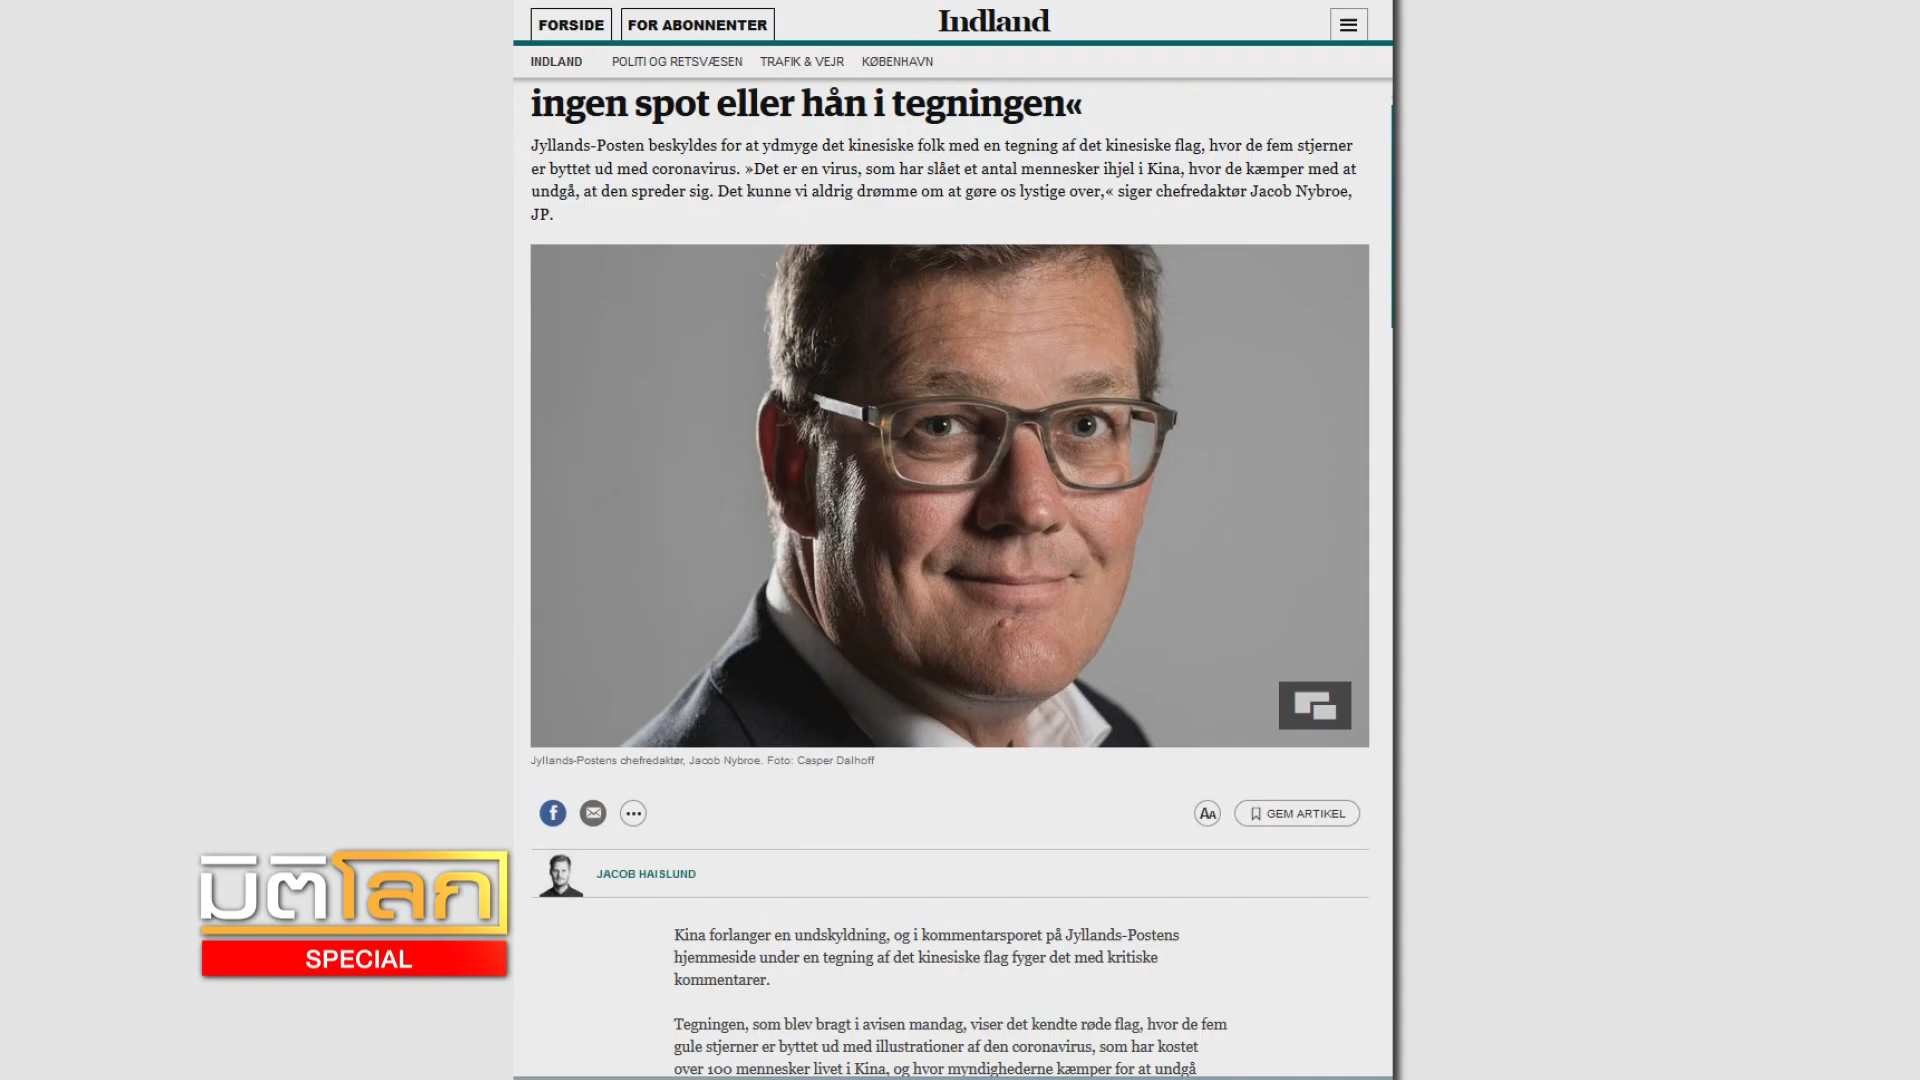 FORSIDE
FOR ABONNENTER
Indland
INDLAND
POLITI OG RETSVÆSEN
TRAFIK & VEJR
KØBENHAVN
ingen spot eller hån i tegningen«
Jyllands-Posten beskyldes for at ydmyge det kinesiske folk med en tegning af det kinesiske flag, hvor de fem stjerner
er byttet ud med coronavirus. »Det er en virus, som har slået et antal mennesker ihjel i Kina, hvor de kæmper med at
undgå, at den spreder sig. Det kunne vi aldrig drømme om at gøre os lystige over,« siger chefredaktør Jacob Nybroe,
JP.
Jyllands-Postens chefredaktør, Jacob Nybroe. Foto: Casper Dalhoff
f
AA
GEM ARTIKEL
JACOB HAISLUND
มิติโลก
SPECIAL
Kina forlanger en undskyldning, og i kommentarsporet på Jyllands-Postens
hjemmeside under en tegning af det kinesiske flag fyger det med kritiske
kommentarer.
Tegningen, som blev bragt i avisen mandag, viser det kendte røde flag, hvor de fem
gule stjerner er byttet ud med illustrationer af den coronavirus, som har kostet
over 100 mennesker livet i Kina, og hvor myndighederne kæmper for at undgå